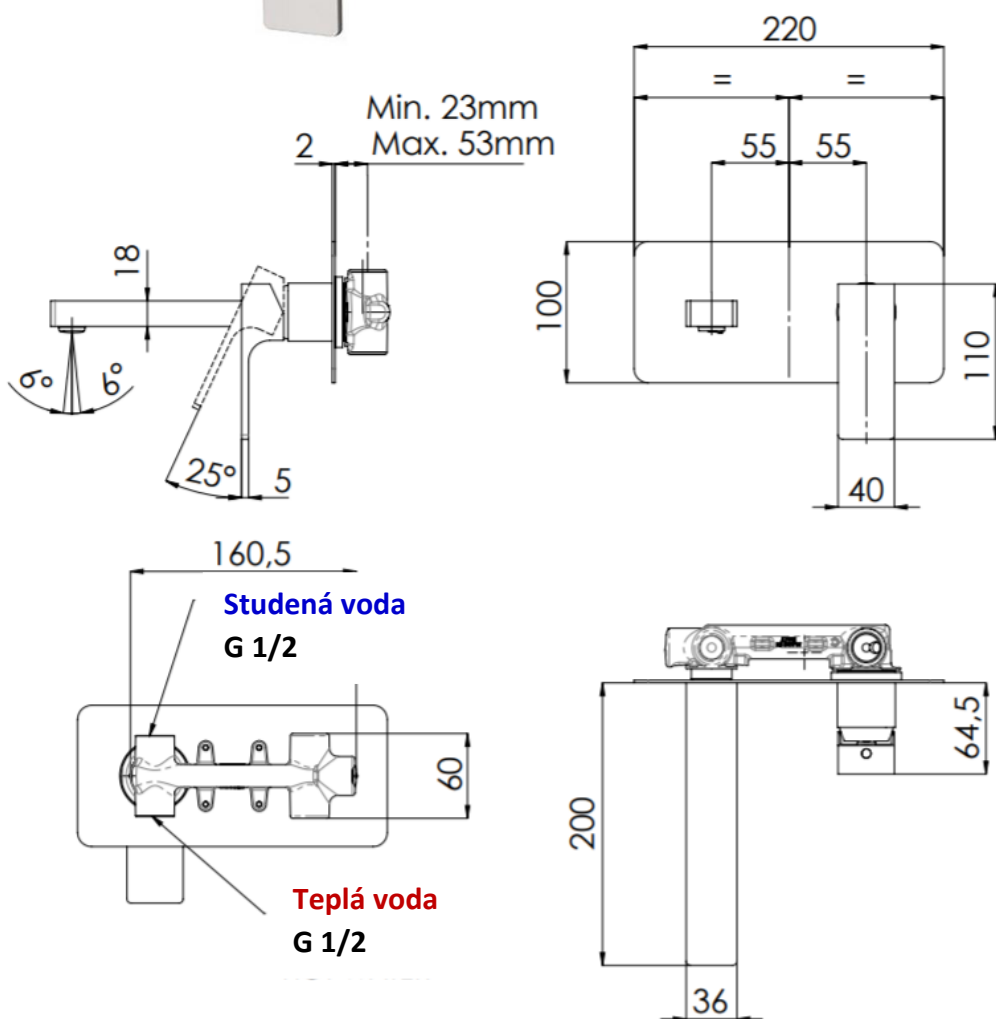 220
= =
Min. 23mm
2 Max. 53mm
55 55
18
100
110
6° 6°
25° 5
40
160,5
Studená voda
G 1/2
60
64,5
200
Teplá voda
G 1/2
36